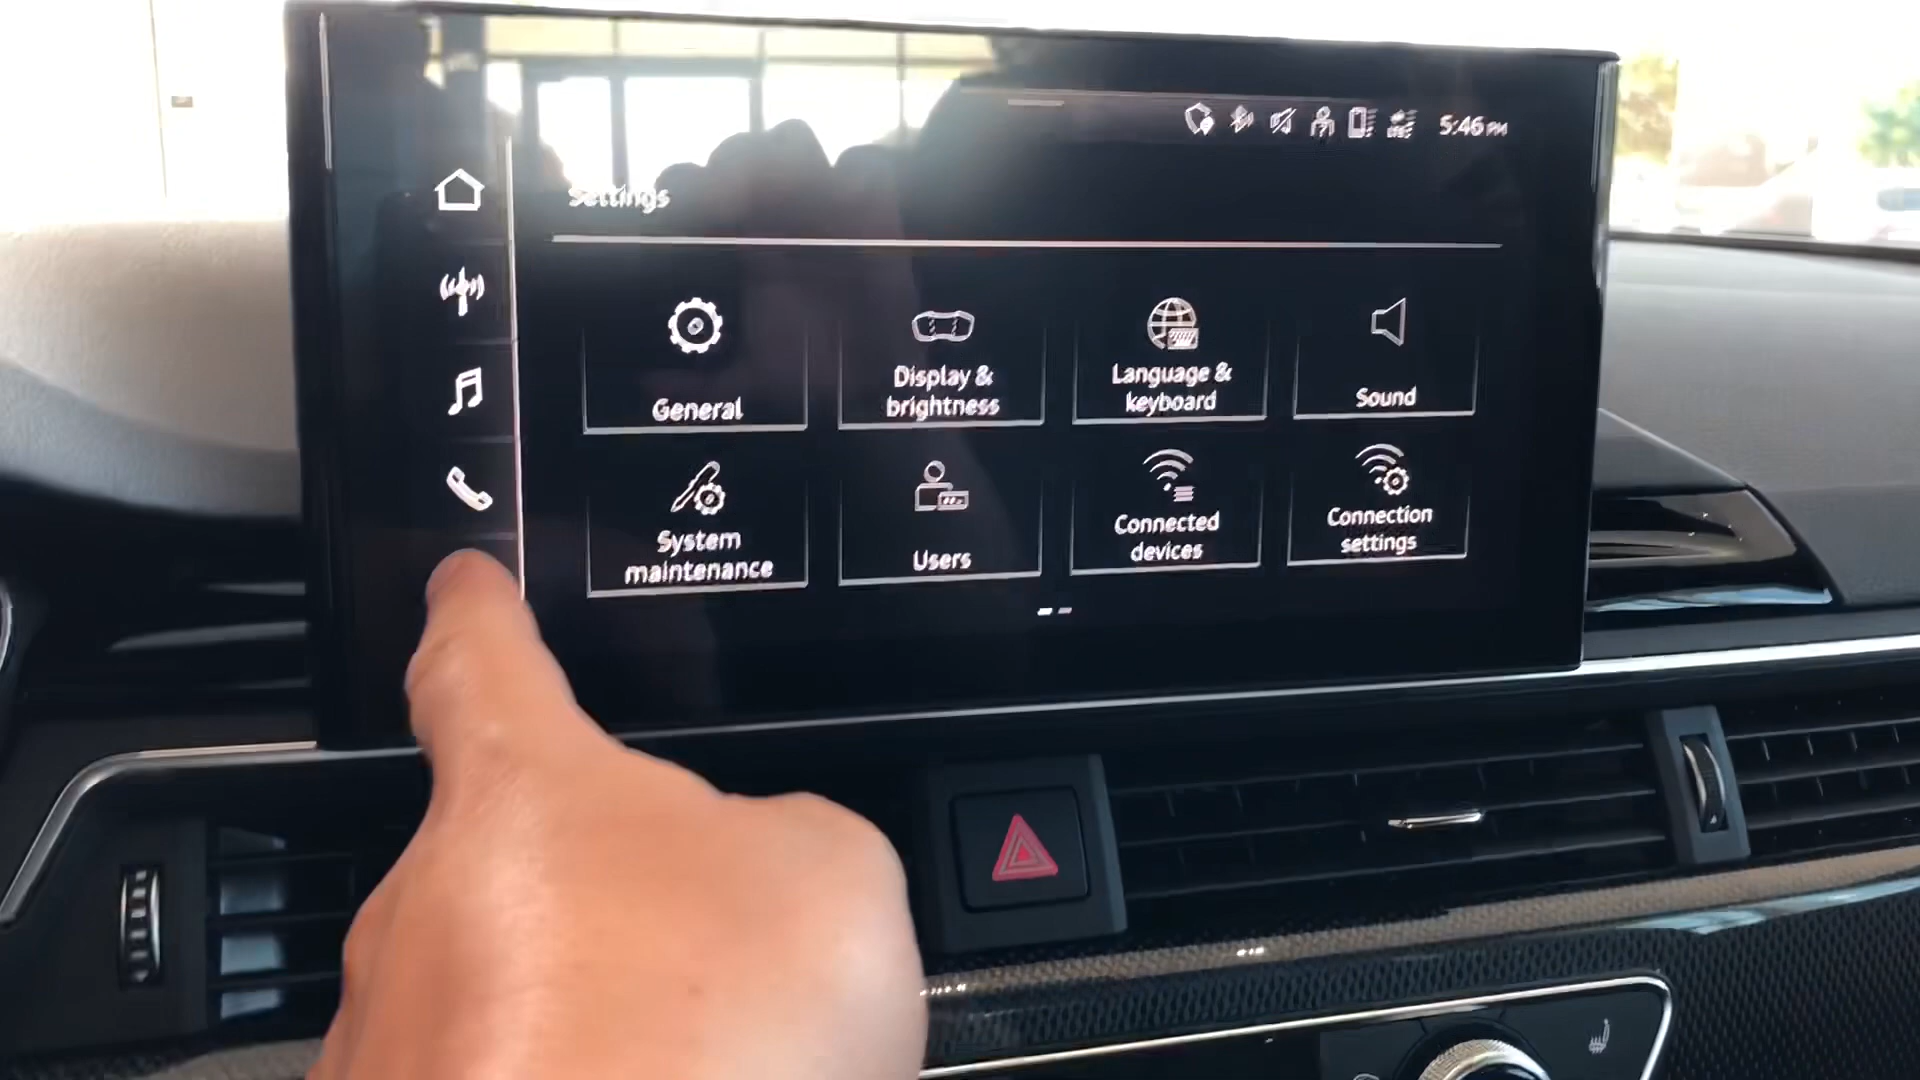 5:46 PM
Settings
General
Display &
brightness
Language &
keyboard
Sound
System
maintenance
Users
Connected
devices
Connection
settings